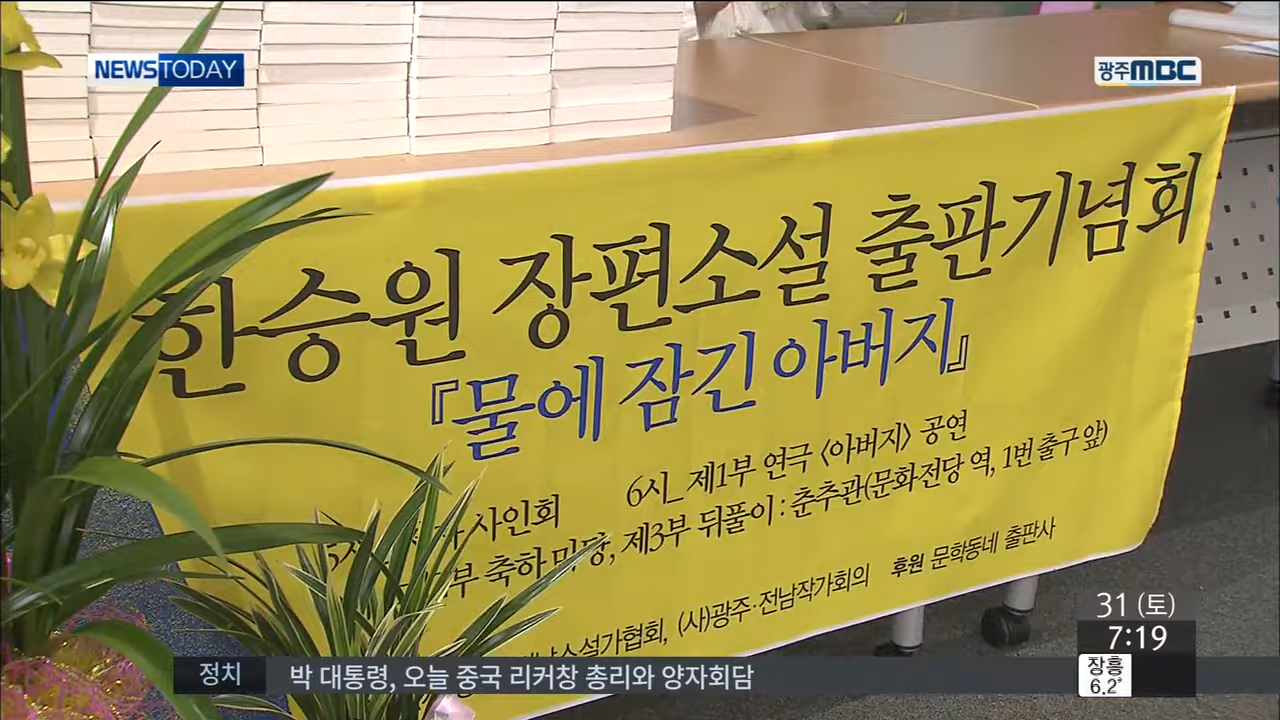 NEWSTODAY
광주MBC
한승원 장편소설 출판기념회
『물에 잠긴 아버지』
사인회 6시_ 제1부 연극 <아버지> 공연
부 축하마당, 제3부 뒤풀이 : 춘추관(문화전당 역, 1번 출구 앞)
소설가협회, (사)광주·전남작가회의 후원 문학동네 출판사
31 (토)
7:19
장흥
6.2°
정치 박 대통령, 오늘 중국 리커창 총리와 양자회담